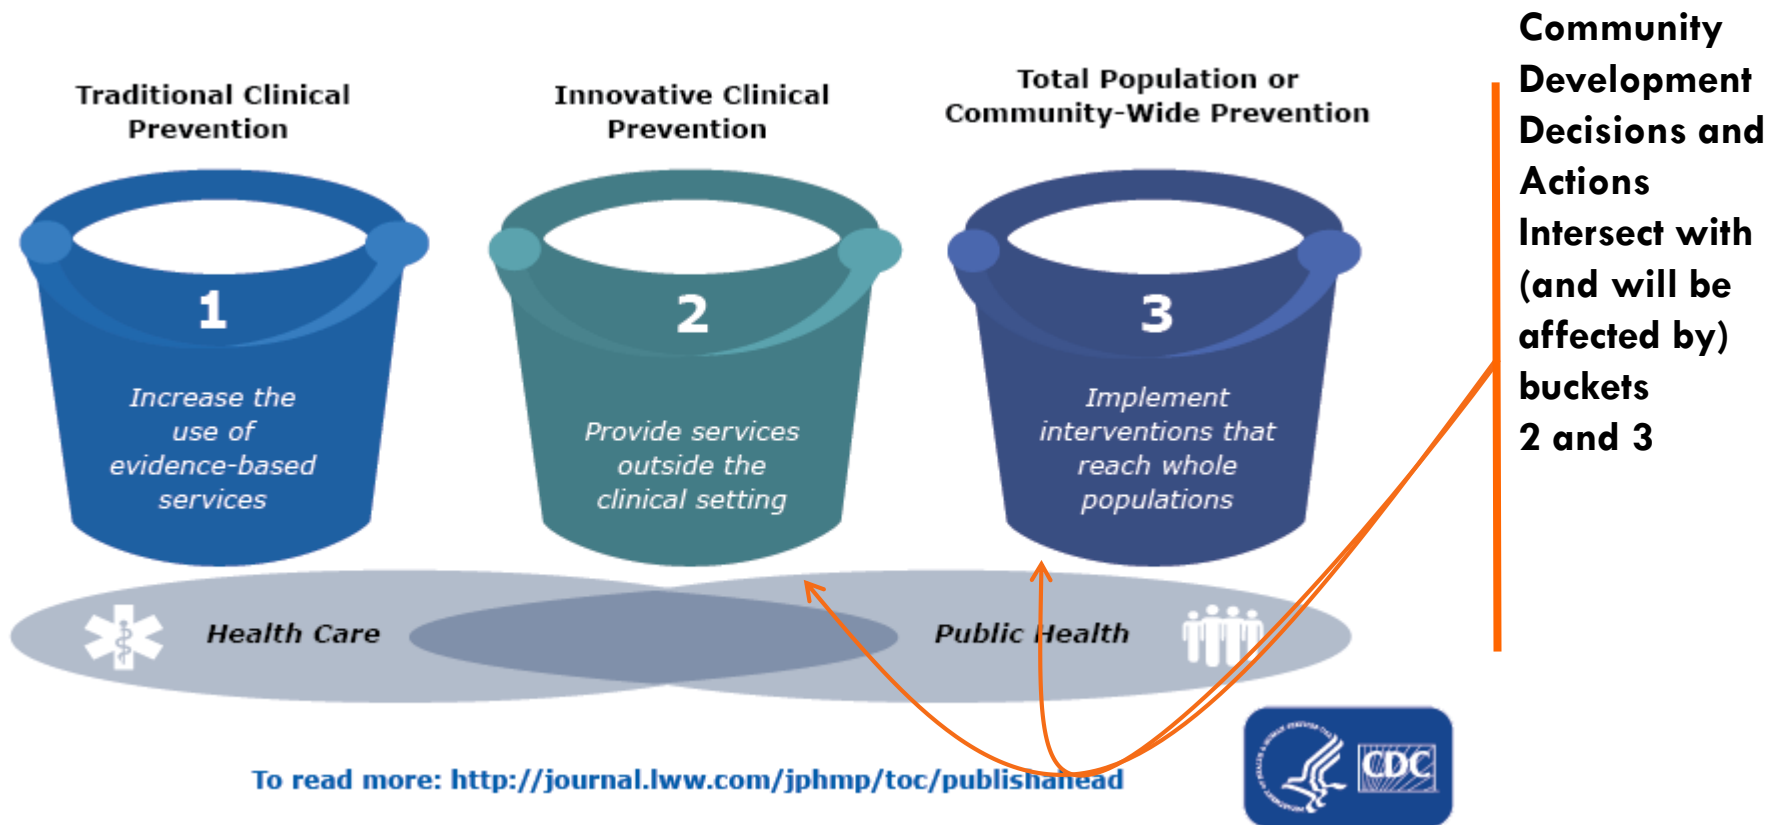 Traditional Clinical
Prevention
Innovative Clinical
Prevention
Total Population or
Community-Wide Prevention
1
Increase the
use of
evidence-based
services
2
Provide services
outside the
clinical setting
3
Implement
interventions that
reach whole
populations
Health Care
Public Health
Community
Development
Decisions and
Actions
Intersect with
(and will be
affected by)
buckets
2 and 3
To read more: http://journal.lww.com/jphmp/toc/publishahead
CDC